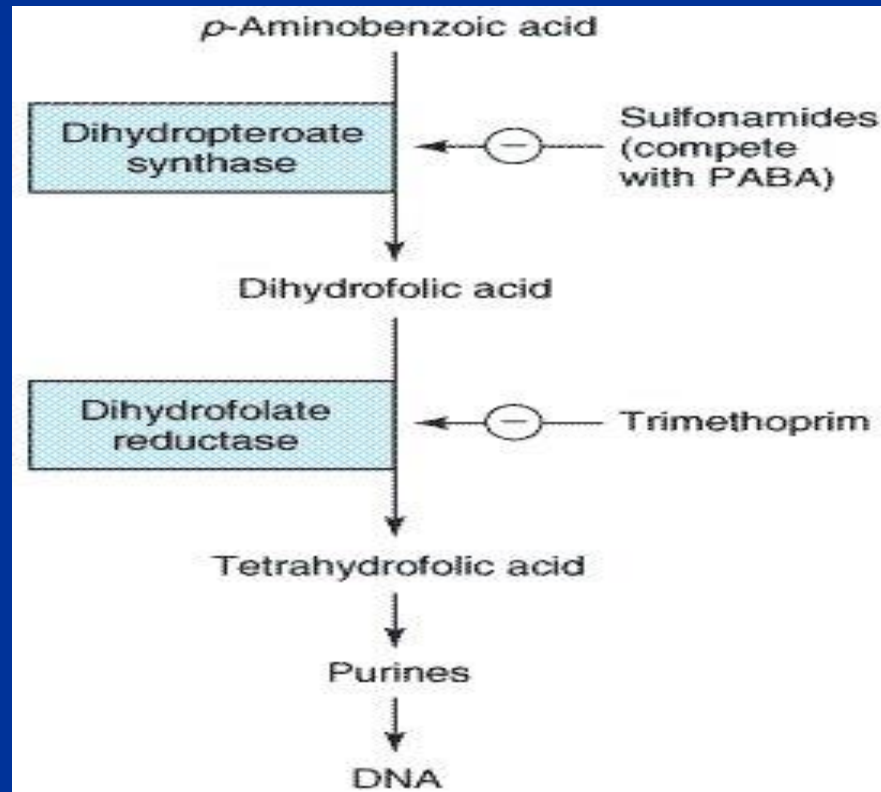 p-Aminobenzoic acid
Dihydropteroate
synthase
Sulfonamides
(compete
with PABA)
Dihydrofolic acid
Dihydrofolate
reductase
Trimethoprim
Tetrahydrofolic acid
Purines
DNA